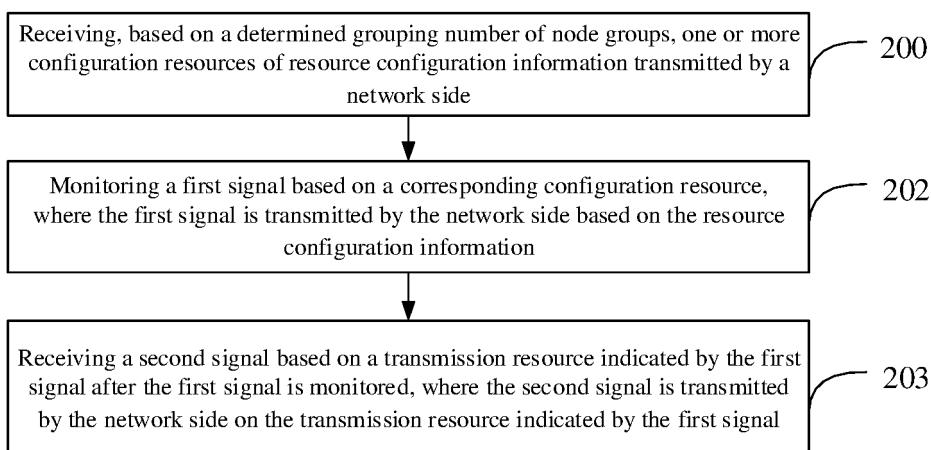 Receiving, based on a determined grouping number of node groups, one or more
configuration resources of resource configuration information transmitted by a
network side
200
Monitoring a first signal based on a corresponding configuration resource,
where the first signal is transmitted by the network side based on the resource
configuration information
202
Receiving a second signal based on a transmission resource indicated by the first
signal after the first signal is monitored, where the second signal is transmitted
by the network side on the transmission resource indicated by the first signal
203